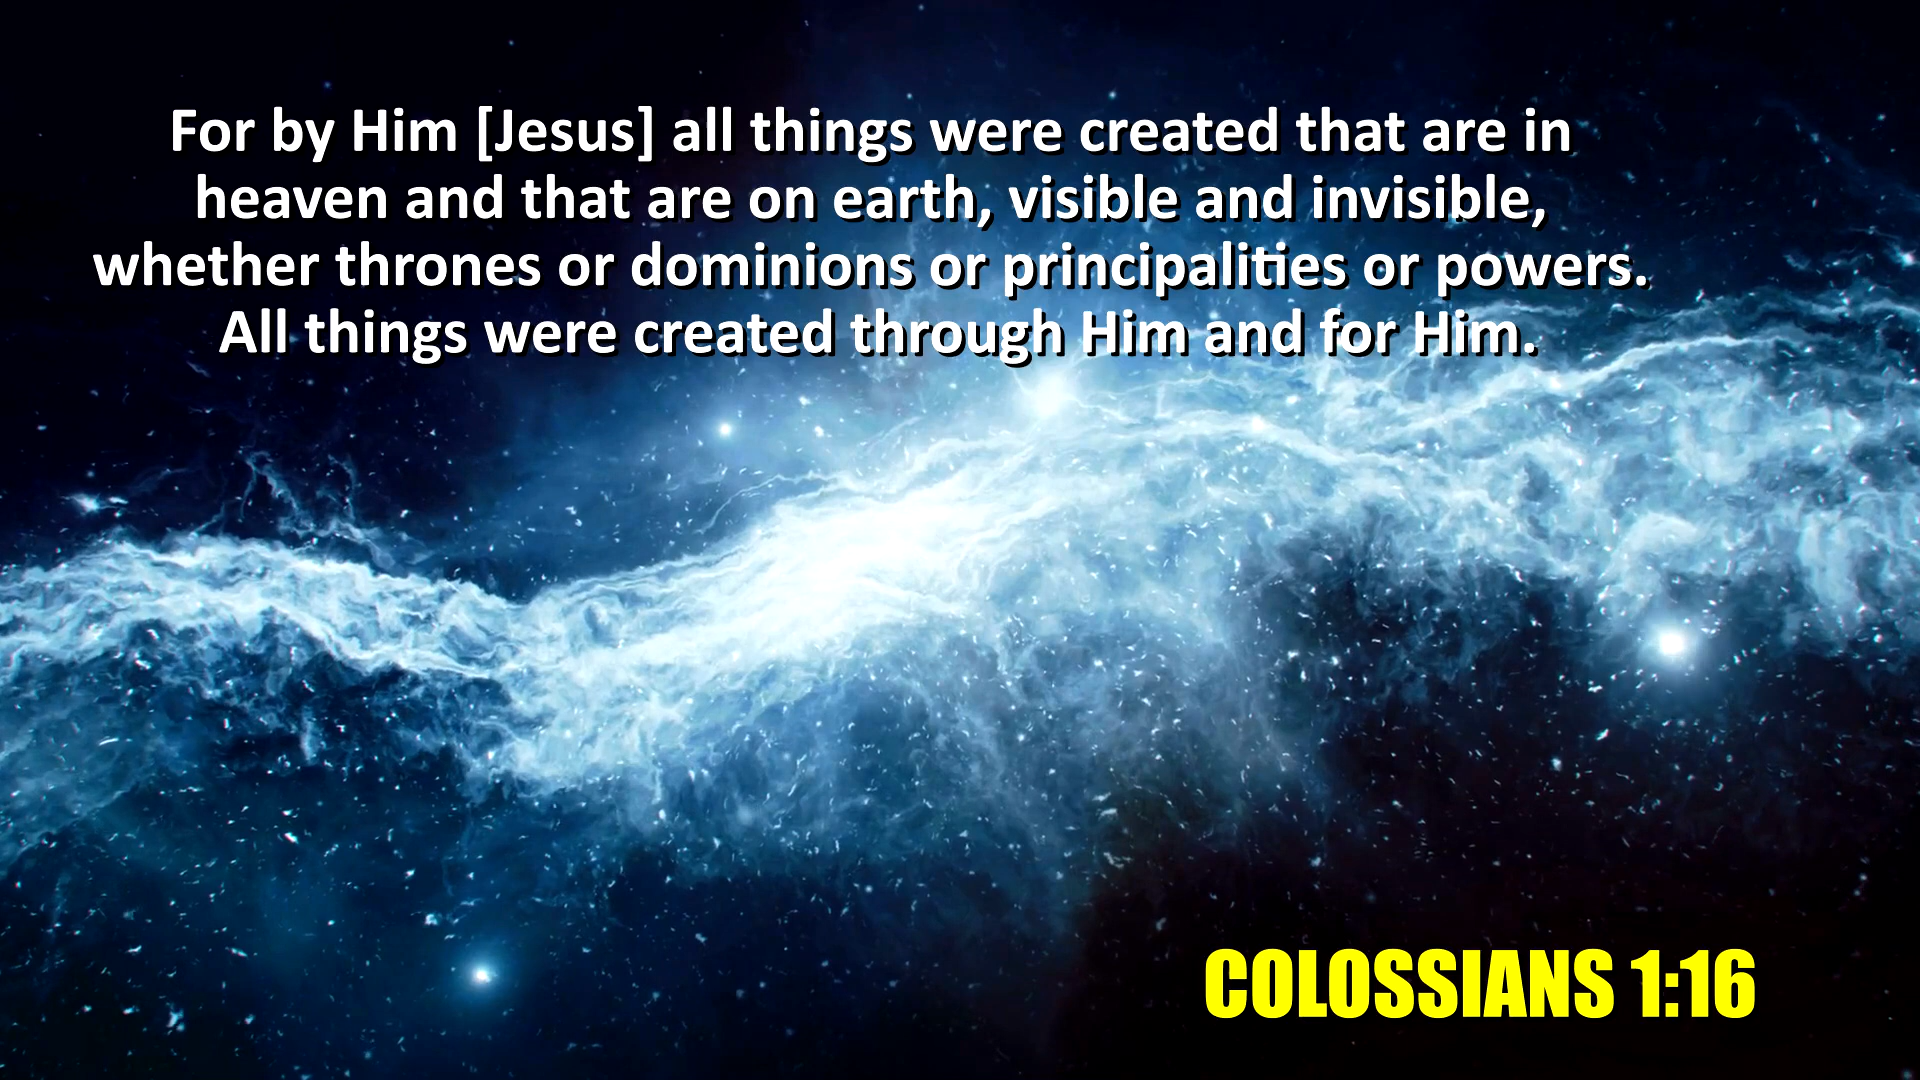 For by Him [Jesus] all things were created that are in
heaven and that are on earth, visible and invisible,
whether thrones or dominions or principalities or powers.
All things were created through Him and for Him.
COLOSSIANS 1:16